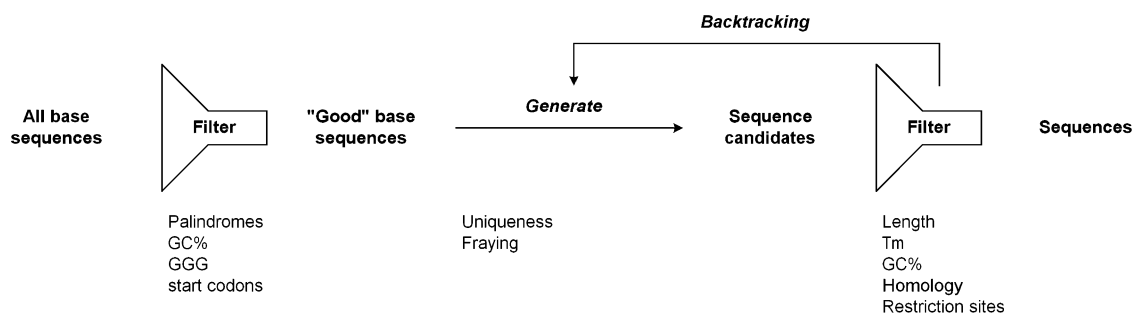 Backtracking
Generate
All base
sequences
Filter
"Good" base
sequences
Sequence
candidates
Filter
Sequences
Palindromes
GC%
GGG
start codons
Uniqueness
Fraying
Length
Tm
GC%
Homology
Restriction sites